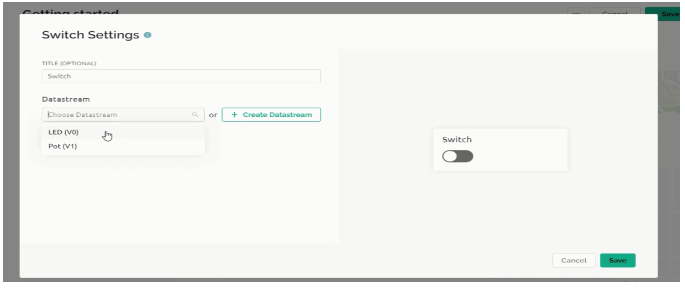 Getting started
Cancel
Save
Switch Settings
TITLE (OPTIONAL)
Switch
Datastream
Choose Datastream
or
+ Create Datastream
LED (V0)
Pot (V1)
Switch
Cancel
Save